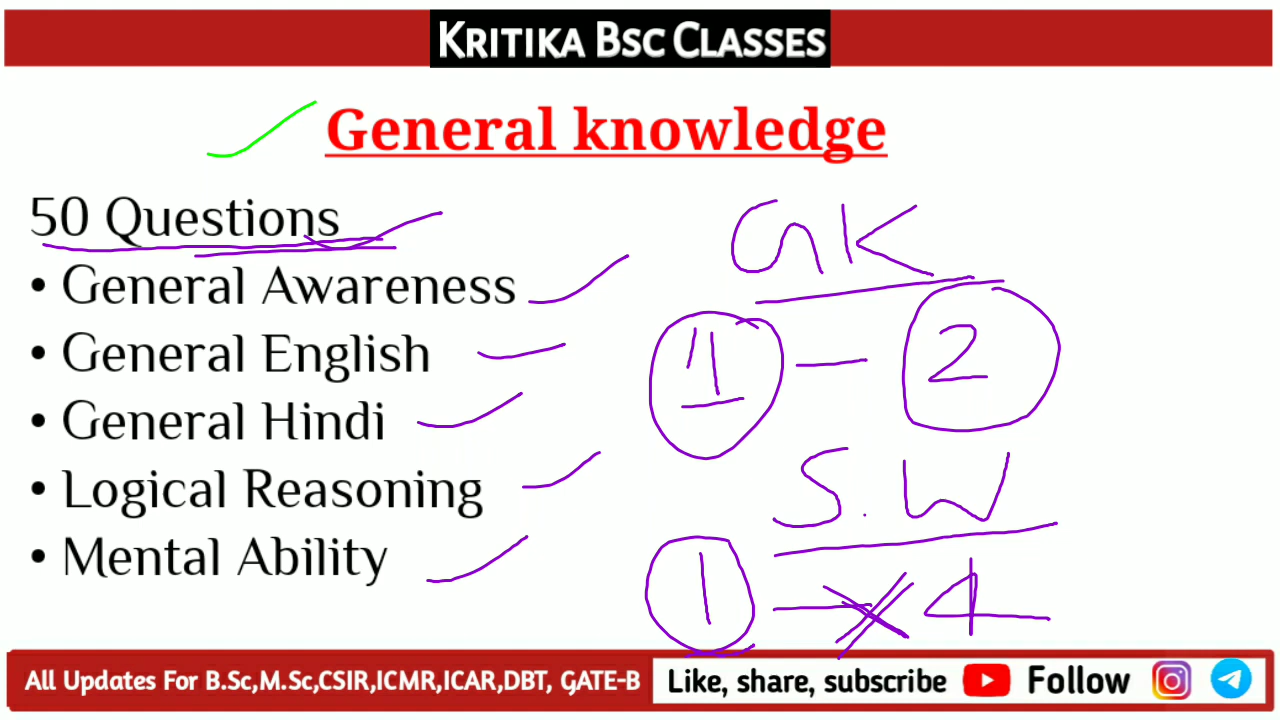 KRITIKA BSC CLASSES
General knowledge
50 Questions
• General Awareness
• General English
• General Hindi
• Logical Reasoning
• Mental Ability
GK
1 – 2
S.W
1 – 4
All Updates For B.Sc,M.Sc,CSIR,ICMR,ICAR,DBT, GATE-B
Like, share, subscribe
Follow